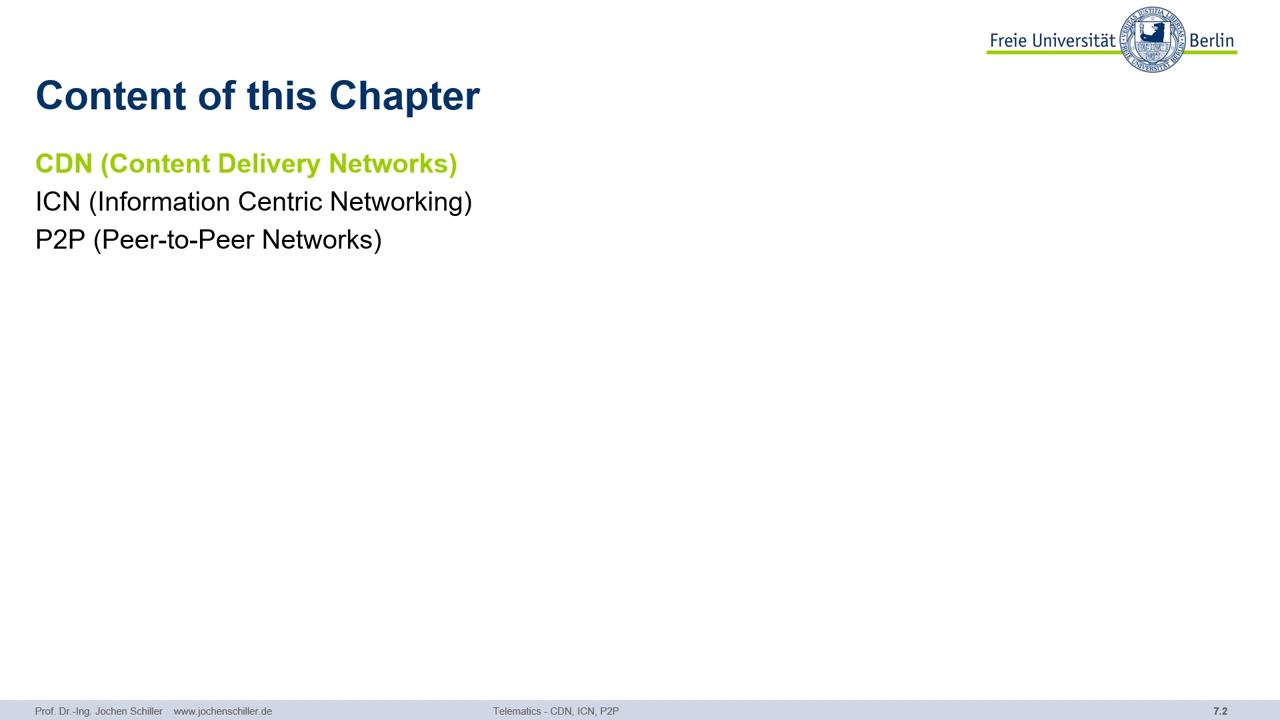 Freie Universität Berlin
Content of this Chapter
CDN (Content Delivery Networks)
ICN (Information Centric Networking)
P2P (Peer-to-Peer Networks)
Prof. Dr.-Ing. Jochen Schiller www.jochenschiller.de Telematics - CDN, ICN, P2P 7.2